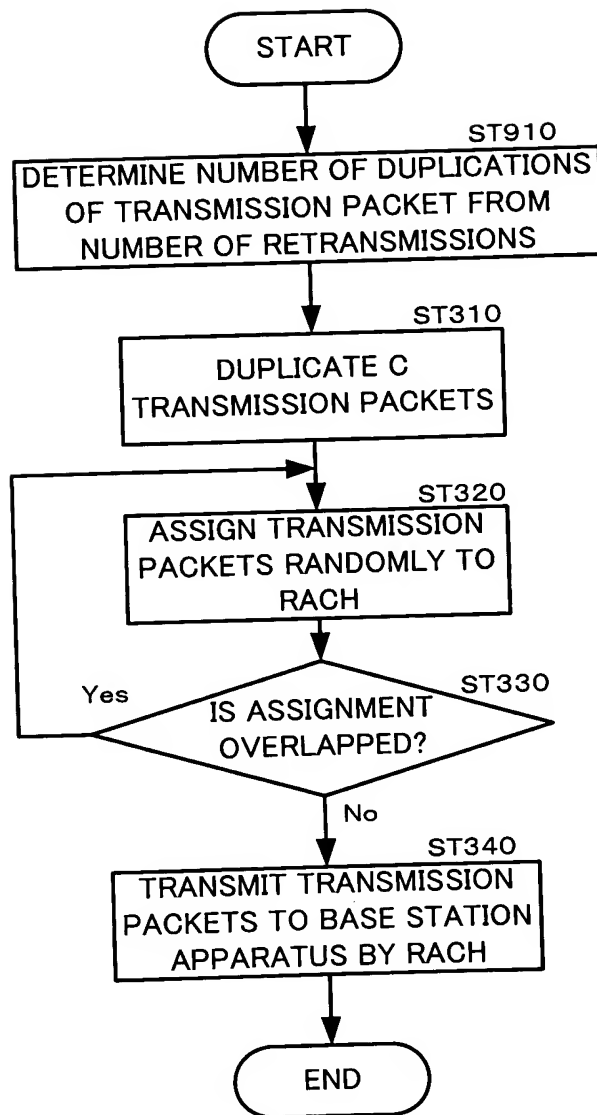 START
ST910
DETERMINE NUMBER OF DUPLICATIONS
OF TRANSMISSION PACKET FROM
NUMBER OF RETRANSMISSIONS
ST310
DUPLICATE C
TRANSMISSION PACKETS
ST320
ASSIGN TRANSMISSION
PACKETS RANDOMLY TO
RACH
ST330
Yes
IS ASSIGNMENT
OVERLAPPED?
No
ST340
TRANSMIT TRANSMISSION
PACKETS TO BASE STATION
APPARATUS BY RACH
END